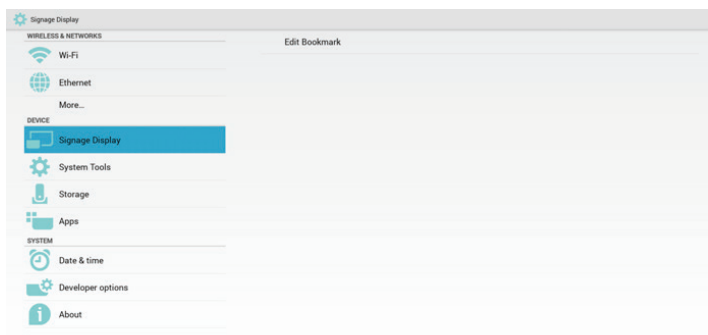 Signage Display
WIRELESS & NETWORKS
Wi-Fi
Ethernet
More...
DEVICE
Signage Display
System Tools
Storage
Apps
SYSTEM
Date & time
Developer options
About
Edit Bookmark